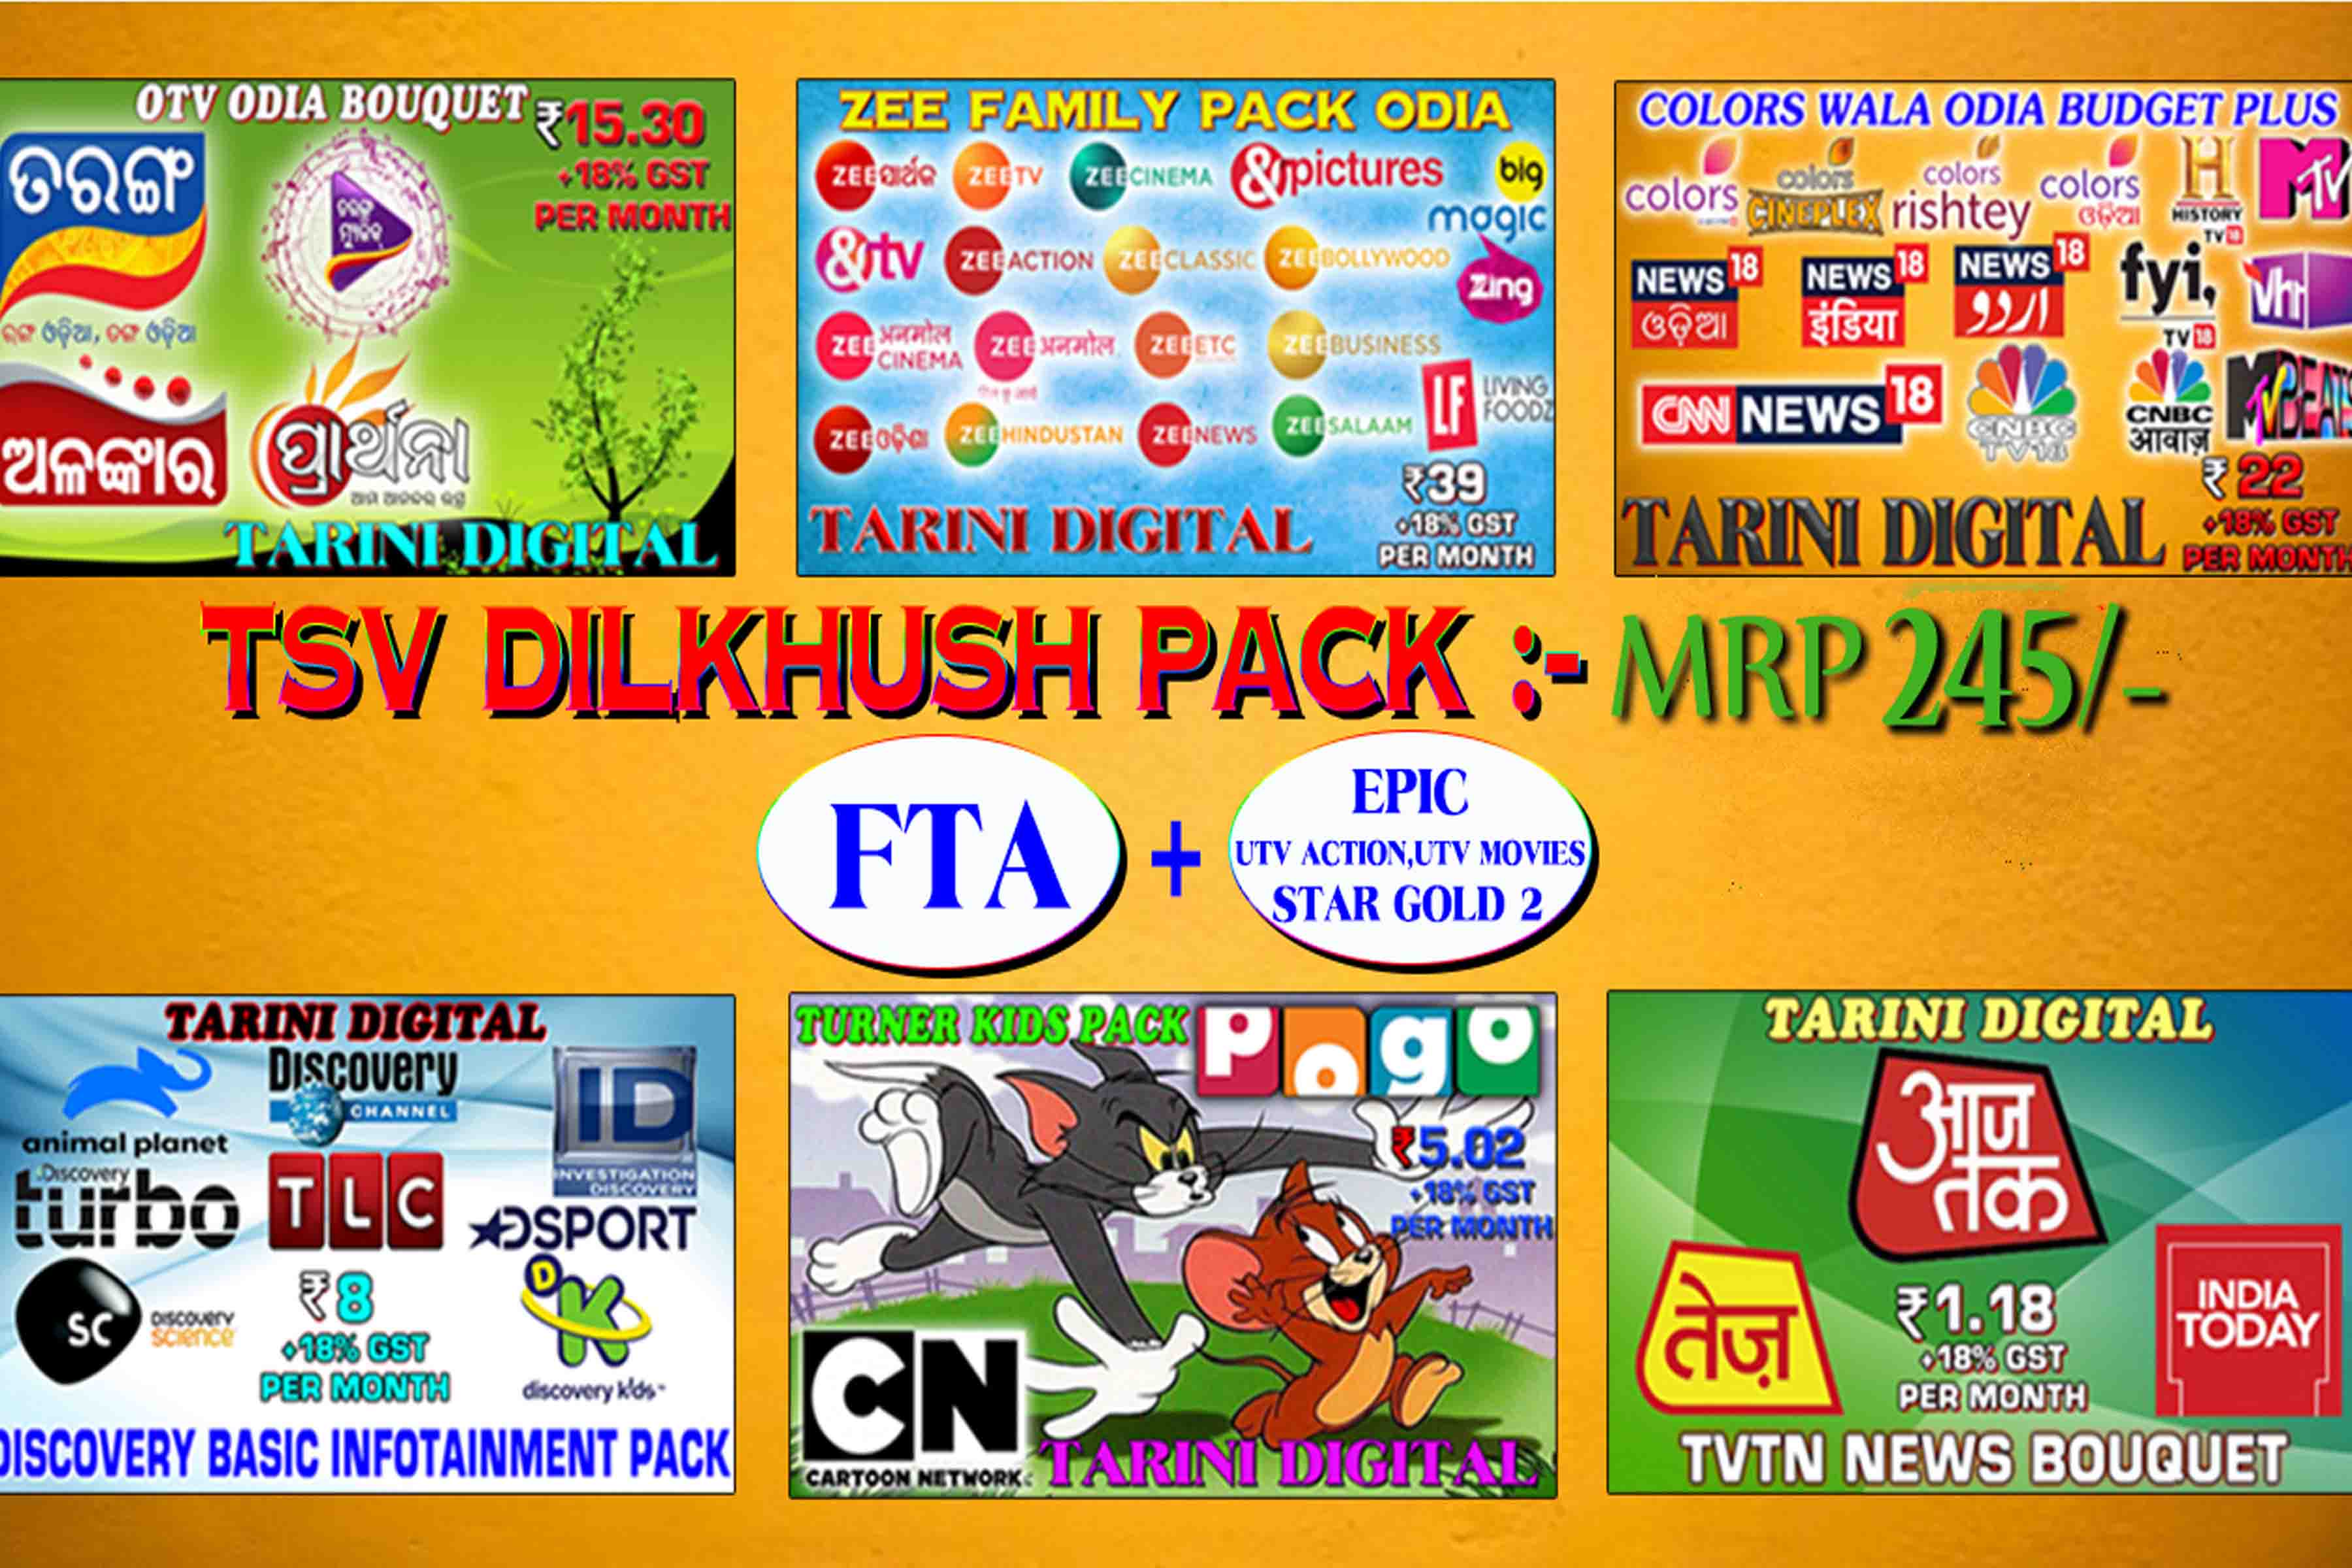 OTV ODIA BOUQUET
₹15.30
+18% GST
PER MONTH
ତରଙ୍ଗ
ତରଙ୍ଗ
ମ୍ୟୁଜିକ୍
ଅଳଙ୍କାର
ପ୍ରାର୍ଥନା
TARINI DIGITAL
ZEE FAMILY PACK ODIA
ZEE ସାର୍ଥକ ZEE TV ZEE CINEMA &pictures big magic
&tv ZEE ACTION ZEE CLASSIC ZEE BOLLYWOOD Zing
ZEE अनमोल CINEMA ZEE अनमोल ZEE ETC ZEE BUSINESS
ZEE ଓଡ଼ିଶା ZEE HINDUSTAN ZEE NEWS ZEE SALAAM LF LIVING FOODZ
₹39
+18% GST
PER MONTH
TARINI DIGITAL
COLORS WALA ODIA BUDGET PLUS
colors colors CINEPLEX colors rishtey colors ଓଡ଼ିଆ H HISTORY TV18 MTV
NEWS 18 ଓଡ଼ିଆ NEWS 18 इंडिया NEWS 18 اردو fyi, TV18 vh1
CNN NEWS 18 CNBC TV18 CNBC आवाज़ MTV BEATS
₹ 22
+18% GST
PER MONTH
TARINI DIGITAL
TSV DILKHUSH PACK :- MRP 245/-
FTA + EPIC
UTV ACTION,UTV MOVIES
STAR GOLD 2
TARINI DIGITAL
animal planet Discovery CHANNEL ID INVESTIGATION DISCOVERY
Discovery turbo TLC DSPORT
SC DISCOVERY SCIENCE DK discovery kids
₹8
+18% GST
PER MONTH
DISCOVERY BASIC INFOTAINMENT PACK
TURNER KIDS PACK POGO
₹5.02
+18% GST
PER MONTH
CN
CARTOON NETWORK
TARINI DIGITAL
TARINI DIGITAL
आज तक
तेज़
INDIA TODAY
₹1.18
+18% GST
PER MONTH
TVTN NEWS BOUQUET